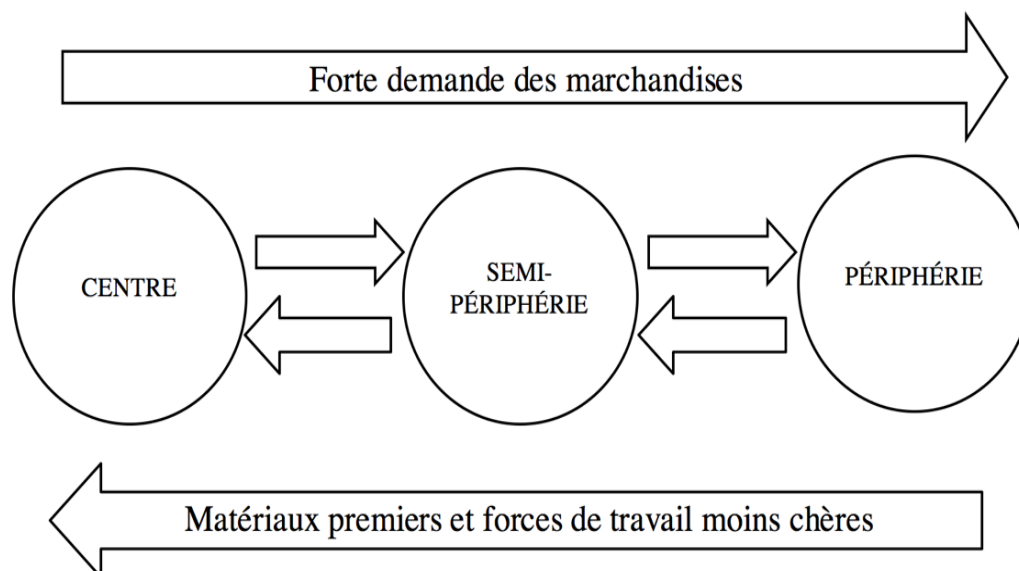 Forte demande des marchandises
CENTRE
SEMI-
PÉRIPHÉRIE
PÉRIPHÉRIE
Matériaux premiers et forces de travail moins chères